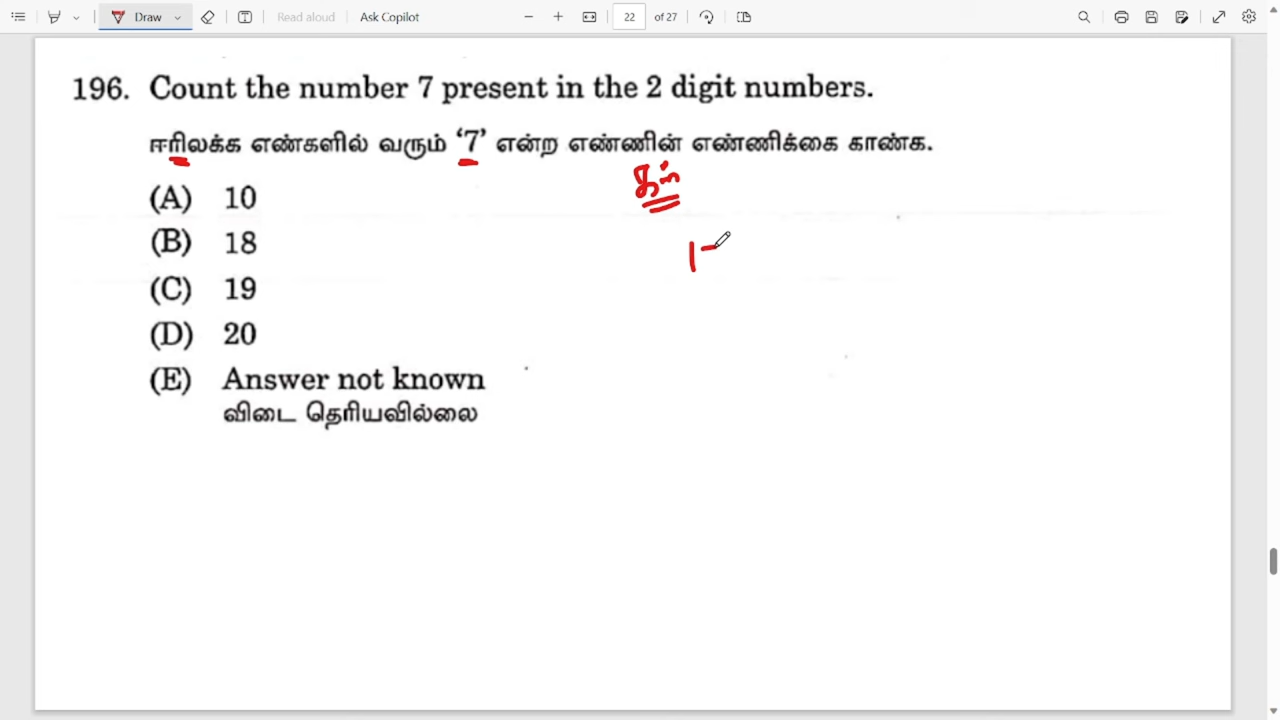 Draw
Read aloud
Ask Copilot
22
of 27
196. Count the number 7 present in the 2 digit numbers.
ஈரிலக்க எண்களில் வரும் ‘7’ என்ற எண்ணின் எண்ணிக்கை காண்க.
(A) 10
(B) 18
(C) 19
(D) 20
(E) Answer not known
விடை தெரியவில்லை